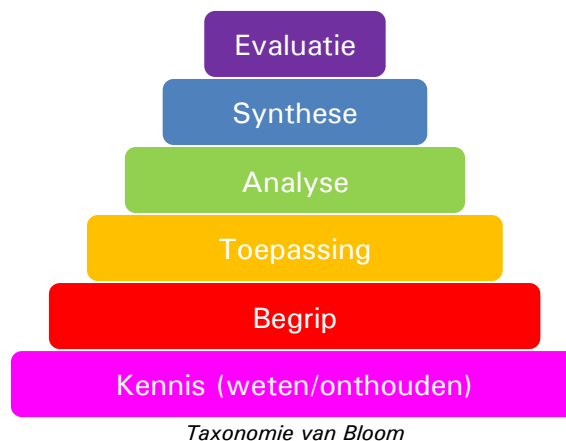 Evaluatie
Synthese
Analyse
Toepassing
Begrip
Kennis (weten/onthouden)
Taxonomie van Bloom